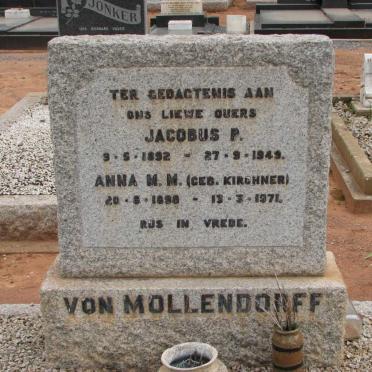 JONKER
TER GEDAGTENIS AAN
ONS LIEWE OUERS
JACOBUS P.
9-5-1892 - 27-9-1949.
ANNA M.M. (GEB. KIRCHNER)
20-6-1898 - 13-3-1971.
RUS IN VREDE.
VON MOLLENDORFF